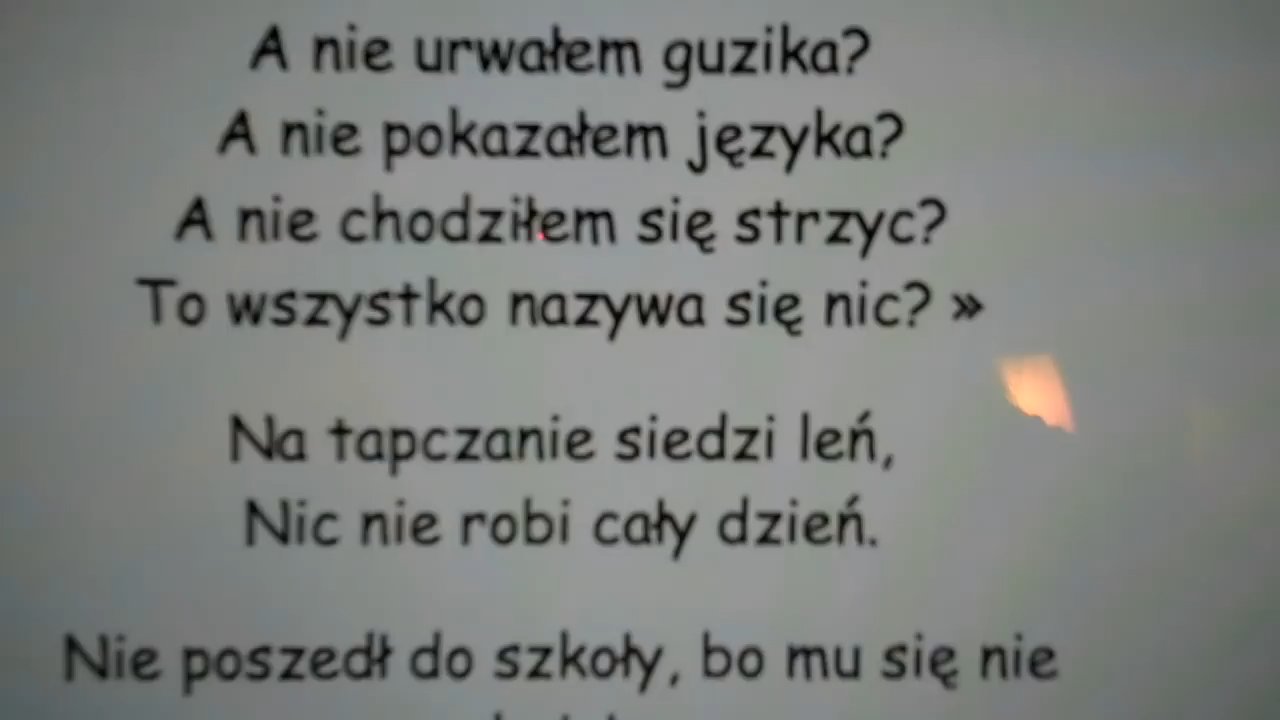 A nie urwałem guzika?
A nie pokazałem języka?
A nie chodziłem się strzyc?
To wszystko nazywa się nic? »
Na tapczanie siedzi leń,
Nic nie robi cały dzień.
Nie poszedł do szkoły, bo mu się nie